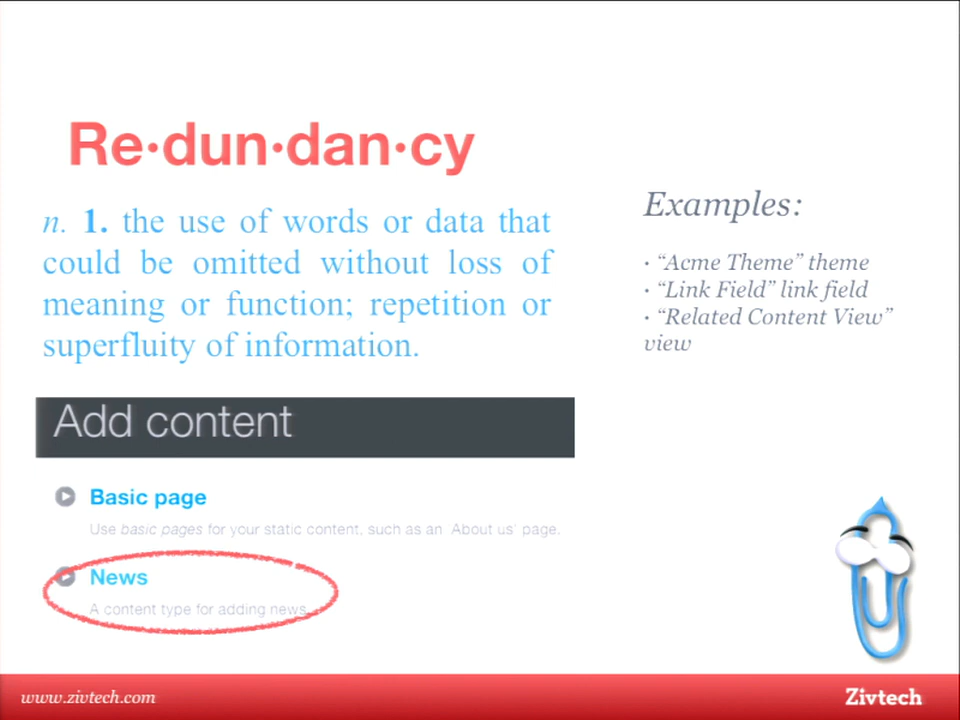 Re·dun·dan·cy
n. 1. the use of words or data that
could be omitted without loss of
meaning or function; repetition or
superfluity of information.
Examples:
· “Acme Theme” theme
· “Link Field” link field
· “Related Content View”
view
Add content
Basic page
Use basic pages for your static content, such as an 'About us' page.
News
A content type for adding news
www.zivtech.com
Zivtech